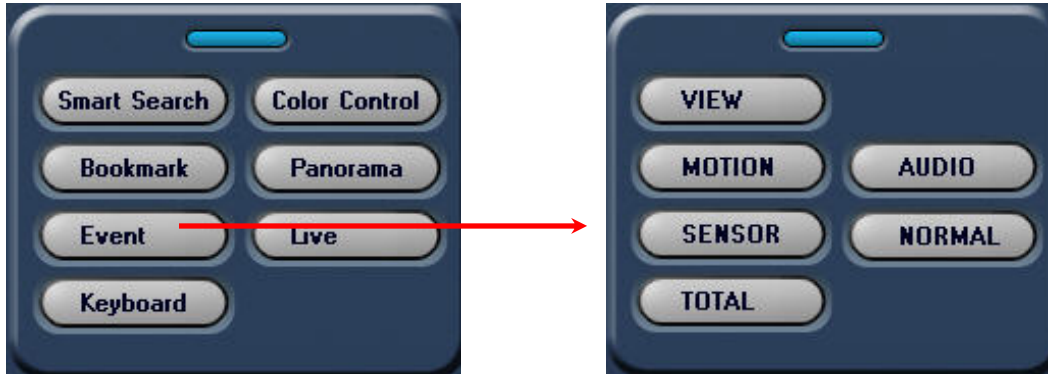 Smart Search Color Control
Bookmark Panorama
Event Live
Keyboard
VIEW
MOTION AUDIO
SENSOR NORMAL
TOTAL